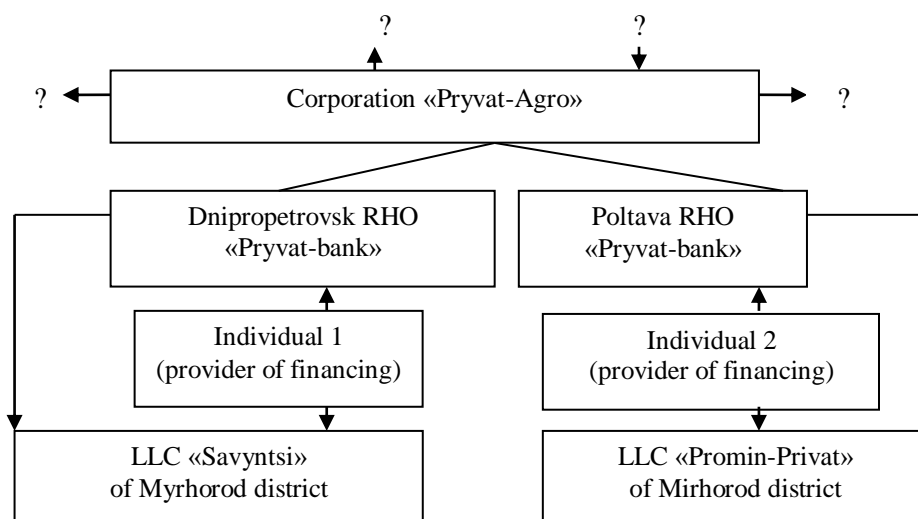 ? ?
? Corporation «Pryvat-Agro» ?
Dnipropetrovsk RHO
«Pryvat-bank»
Poltava RHO
«Pryvat-bank»
Individual 1
(provider of financing)
Individual 2
(provider of financing)
LLC «Savyntsi»
of Myrhorod district
LLC «Promin-Privat»
of Mirhorod district